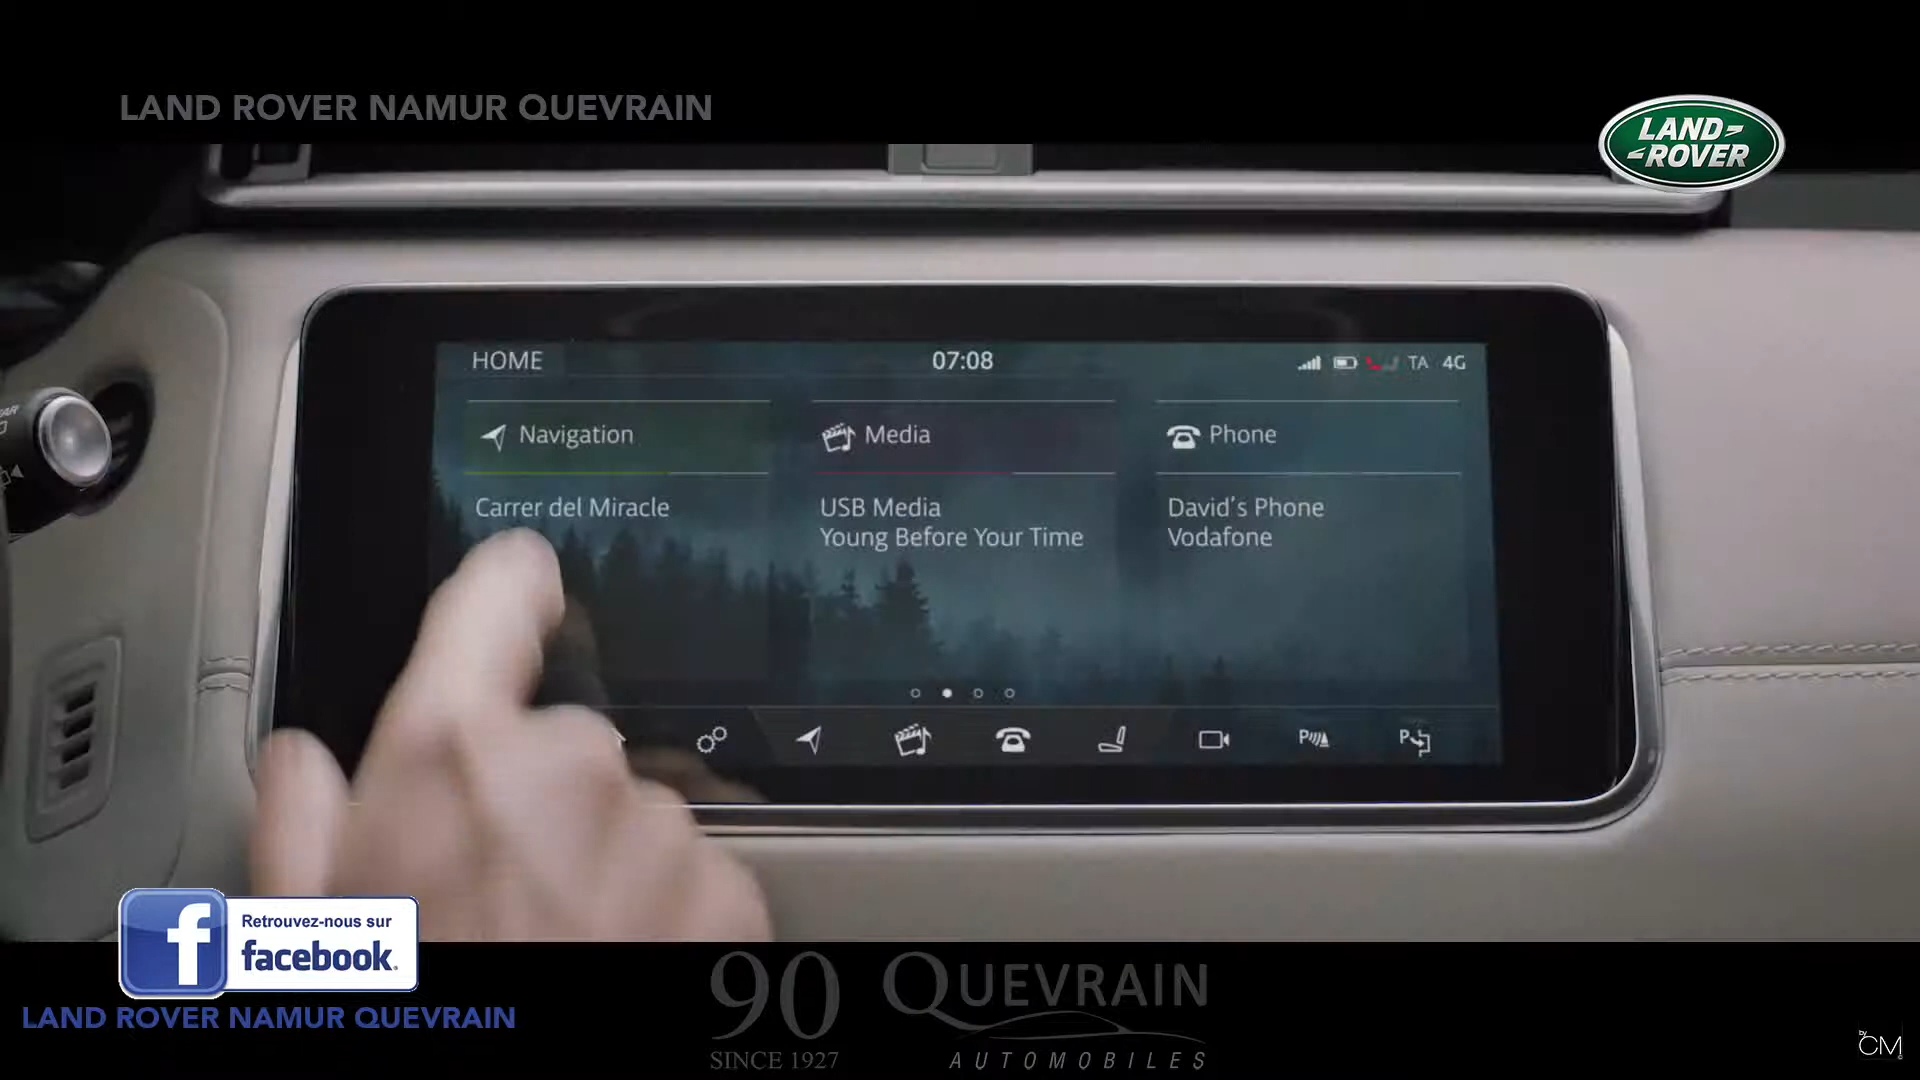 LAND ROVER NAMUR QUEVRAIN
LAND-
-ROVER
HOME 07:08 TA 4G
Navigation Media Phone
Carrer del Miracle USB Media David's Phone
Young Before Your Time Vodafone
Retrouvez-nous sur
facebook
LAND ROVER NAMUR QUEVRAIN
90 QUEVRAIN
SINCE 1927 AUTOMOBILES
by
CM